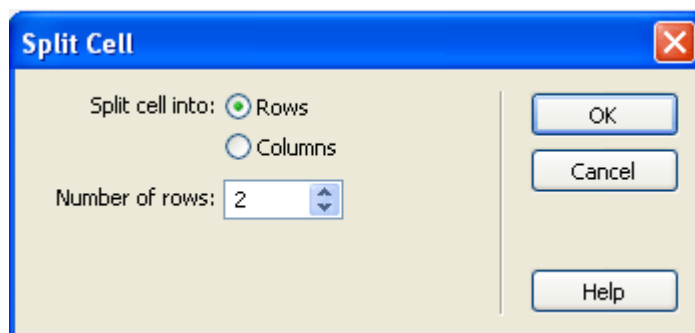 Split Cell
Split cell into: Rows
Columns
Number of rows: 2
OK
Cancel
Help